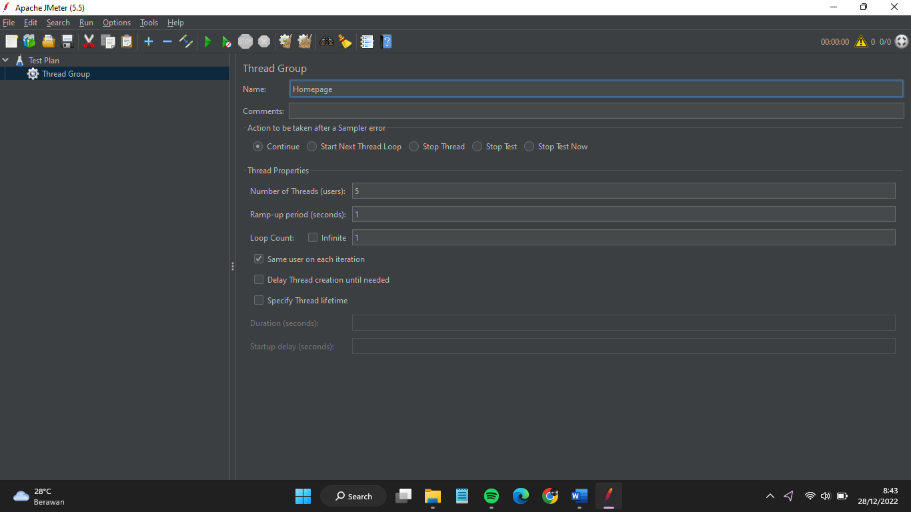 Apache JMeter (5.5)
File Edit Search Run Options Tools Help
00:00:00 0 0/0
Test Plan
Thread Group
Thread Group
Name: Homepage
Comments:
Action to be taken after a Sampler error
Continue Start Next Thread Loop Stop Thread Stop Test Stop Test Now
Thread Properties
Number of Threads (users): 5
Ramp-up period (seconds): 1
Loop Count: Infinite 1
Same user on each iteration
Delay Thread creation until needed
Specify Thread lifetime
Duration (seconds):
Startup delay (seconds):
28°C
Berawan
Search
8:43
28/12/2022